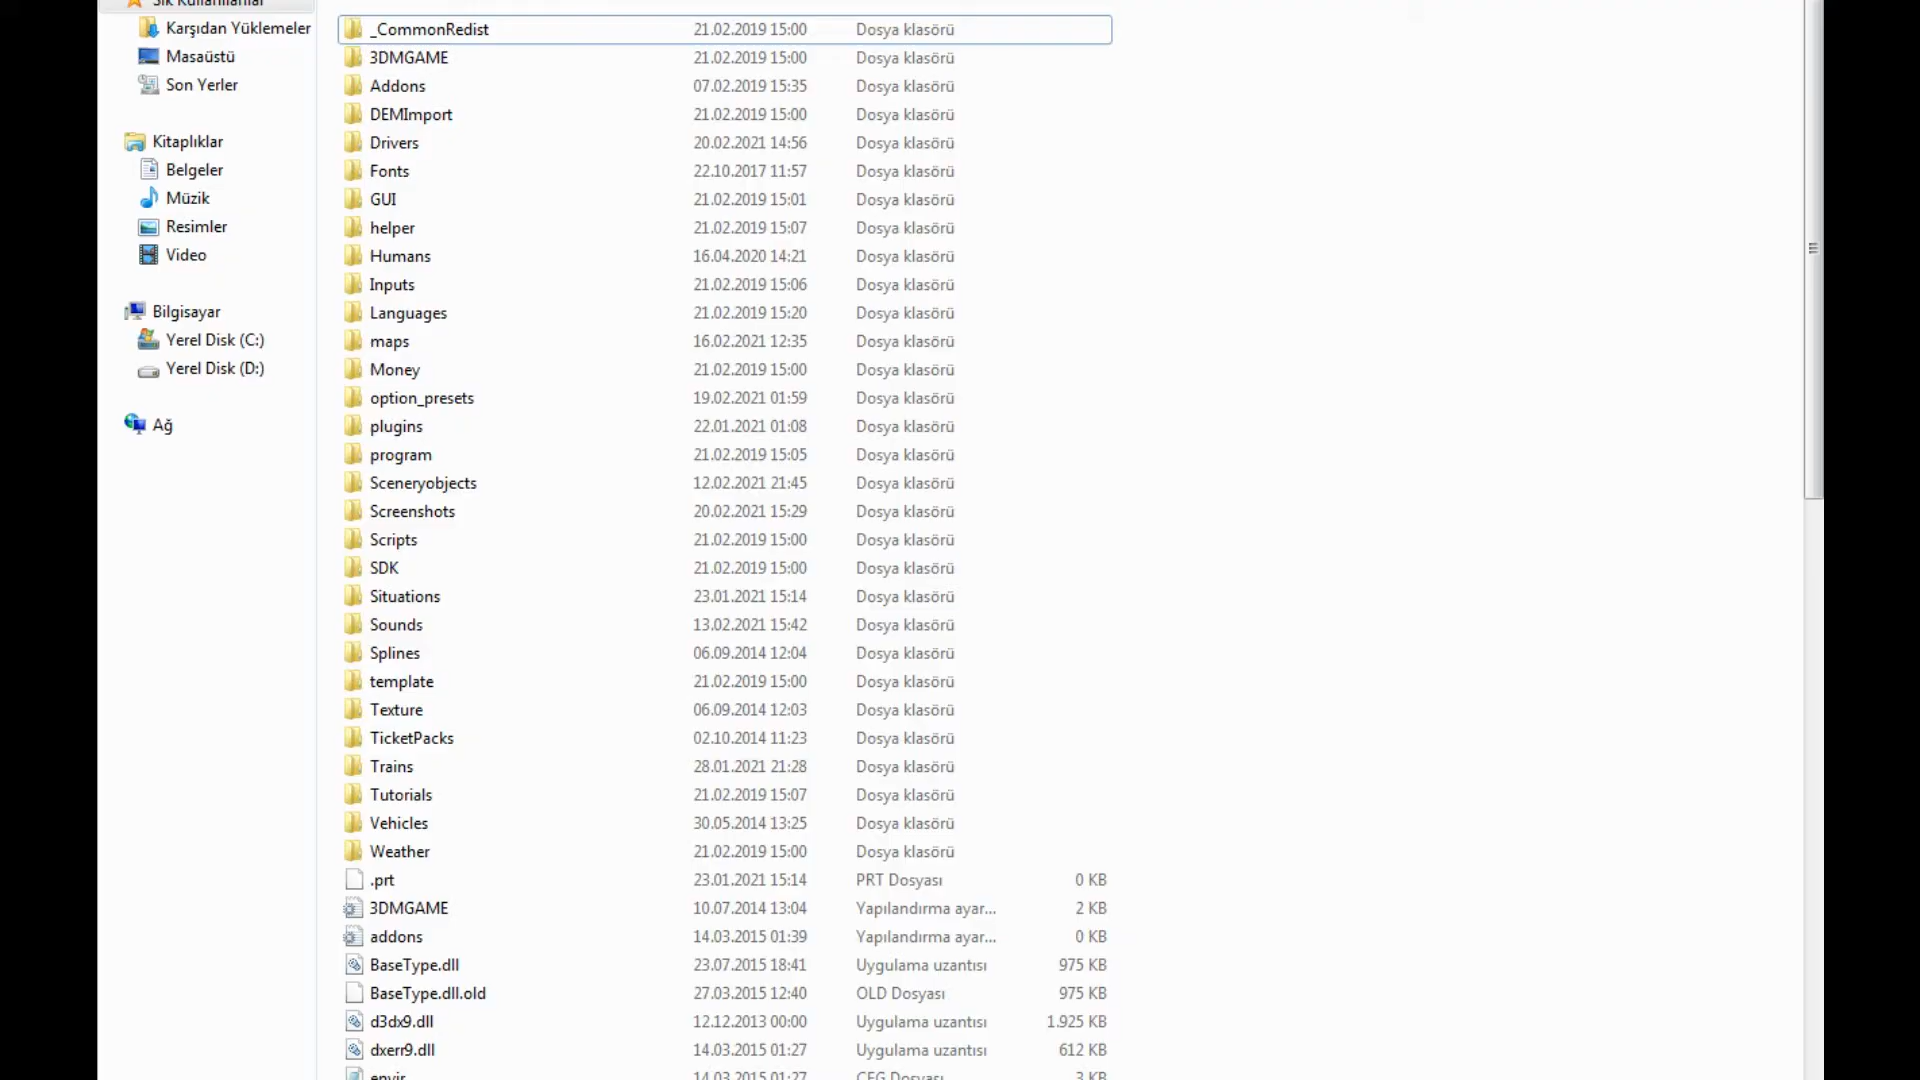 Sık Kullanılanlar
Karşıdan Yüklemeler
Masaüstü
Son Yerler
Kitaplıklar
Belgeler
Müzik
Resimler
Video
Bilgisayar
Yerel Disk (C:)
Yerel Disk (D:)
Ağ
_CommonRedist 21.02.2019 15:00 Dosya klasörü
3DMGAME 21.02.2019 15:00 Dosya klasörü
Addons 07.02.2019 15:35 Dosya klasörü
DEMImport 21.02.2019 15:00 Dosya klasörü
Drivers 20.02.2021 14:56 Dosya klasörü
Fonts 22.10.2017 11:57 Dosya klasörü
GUI 21.02.2019 15:01 Dosya klasörü
helper 21.02.2019 15:07 Dosya klasörü
Humans 16.04.2020 14:21 Dosya klasörü
Inputs 21.02.2019 15:06 Dosya klasörü
Languages 21.02.2019 15:20 Dosya klasörü
maps 16.02.2021 12:35 Dosya klasörü
Money 21.02.2019 15:00 Dosya klasörü
option_presets 19.02.2021 01:59 Dosya klasörü
plugins 22.01.2021 01:08 Dosya klasörü
program 21.02.2019 15:05 Dosya klasörü
Sceneryobjects 12.02.2021 21:45 Dosya klasörü
Screenshots 20.02.2021 15:29 Dosya klasörü
Scripts 21.02.2019 15:00 Dosya klasörü
SDK 21.02.2019 15:00 Dosya klasörü
Situations 23.01.2021 15:14 Dosya klasörü
Sounds 13.02.2021 15:42 Dosya klasörü
Splines 06.09.2014 12:04 Dosya klasörü
template 21.02.2019 15:00 Dosya klasörü
Texture 06.09.2014 12:03 Dosya klasörü
TicketPacks 02.10.2014 11:23 Dosya klasörü
Trains 28.01.2021 21:28 Dosya klasörü
Tutorials 21.02.2019 15:07 Dosya klasörü
Vehicles 30.05.2014 13:25 Dosya klasörü
Weather 21.02.2019 15:00 Dosya klasörü
.prt 23.01.2021 15:14 PRT Dosyası 0 KB
3DMGAME 10.07.2014 13:04 Yapılandırma ayar... 2 KB
addons 14.03.2015 01:39 Yapılandırma ayar... 0 KB
BaseType.dll 23.07.2015 18:41 Uygulama uzantısı 975 KB
BaseType.dll.old 27.03.2015 12:40 OLD Dosyası 975 KB
d3dx9.dll 12.12.2013 00:00 Uygulama uzantısı 1.925 KB
dxerr9.dll 14.03.2015 01:27 Uygulama uzantısı 612 KB
envir 14.03.2015 01:27 CFG Dosyası 3 KB